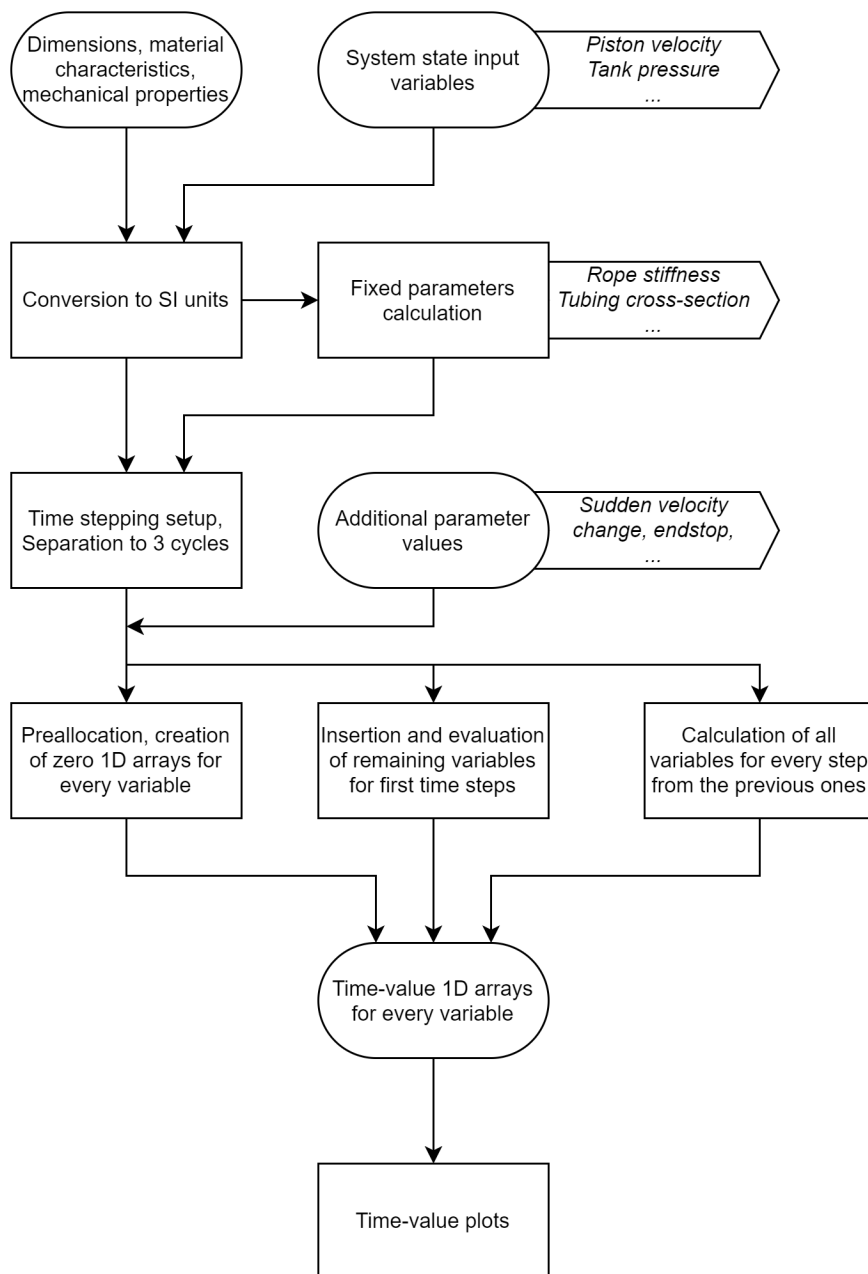 Dimensions, material
characteristics,
mechanical properties
System state input
variables
Piston velocity
Tank pressure
...
Conversion to SI units
Fixed parameters
calculation
Rope stiffness
Tubing cross-section
...
Time stepping setup,
Separation to 3 cycles
Additional parameter
values
Sudden velocity
change, endstop,
...
Preallocation, creation
of zero 1D arrays for
every variable
Insertion and evaluation
of remaining variables
for first time steps
Calculation of all
variables for every step
from the previous ones
Time-value 1D arrays
for every variable
Time-value plots